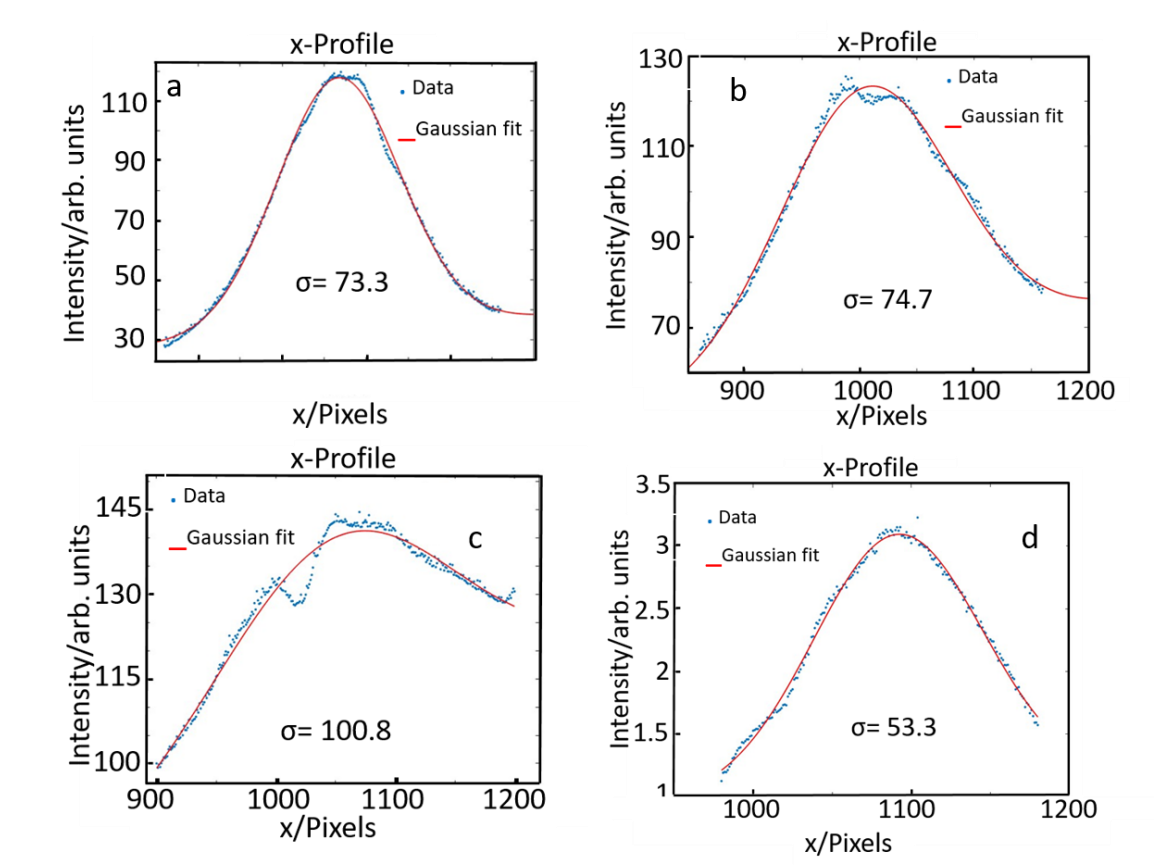 x-Profile
a
Data
Gaussian fit
110
90
70
50
30
Intensity/arb. units
σ= 73.3
x/Pixels
x-Profile
b
Data
Gaussian fit
130
110
90
70
Intensity/arb. units
σ= 74.7
900 1000 1100 1200
x/Pixels
x-Profile
Data
Gaussian fit
c
145
130
115
100
Intensity/arb. units
σ= 100.8
900 1000 1100 1200
x/Pixels
x-Profile
Data
Gaussian fit
d
3.5
3
2.5
2
1.5
1
Intensity/arb. units
σ= 53.3
1000 1100 1200
x/Pixels